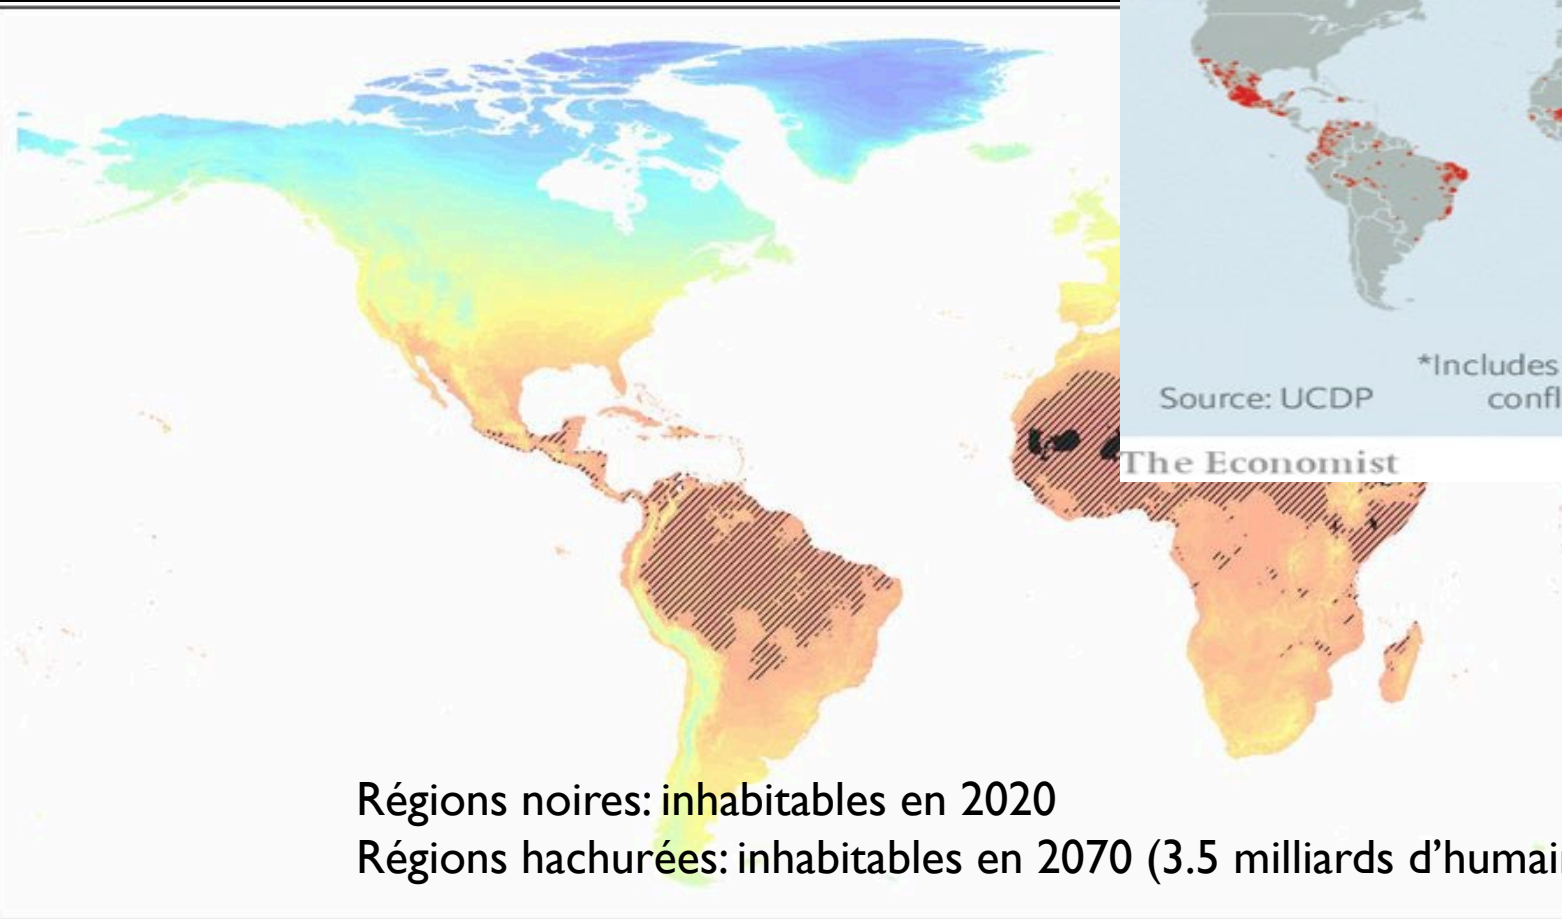 *Includes
Source: UCDP
confl
The Economist
Régions noires: inhabitables en 2020
Régions hachurées: inhabitables en 2070 (3.5 milliards d’humain